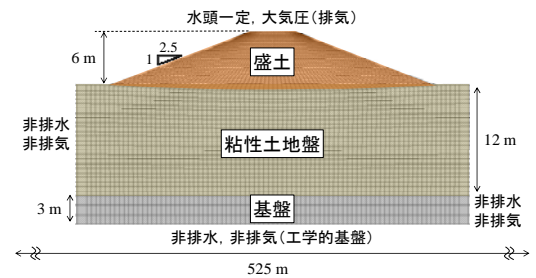 水頭一定，大気圧（排気）
2.5
1
6 m
盛土
非排水
非排気
粘性土地盤
12 m
3 m
基盤
非排水
非排気
非排水，非排気（工学的基盤）
525 m